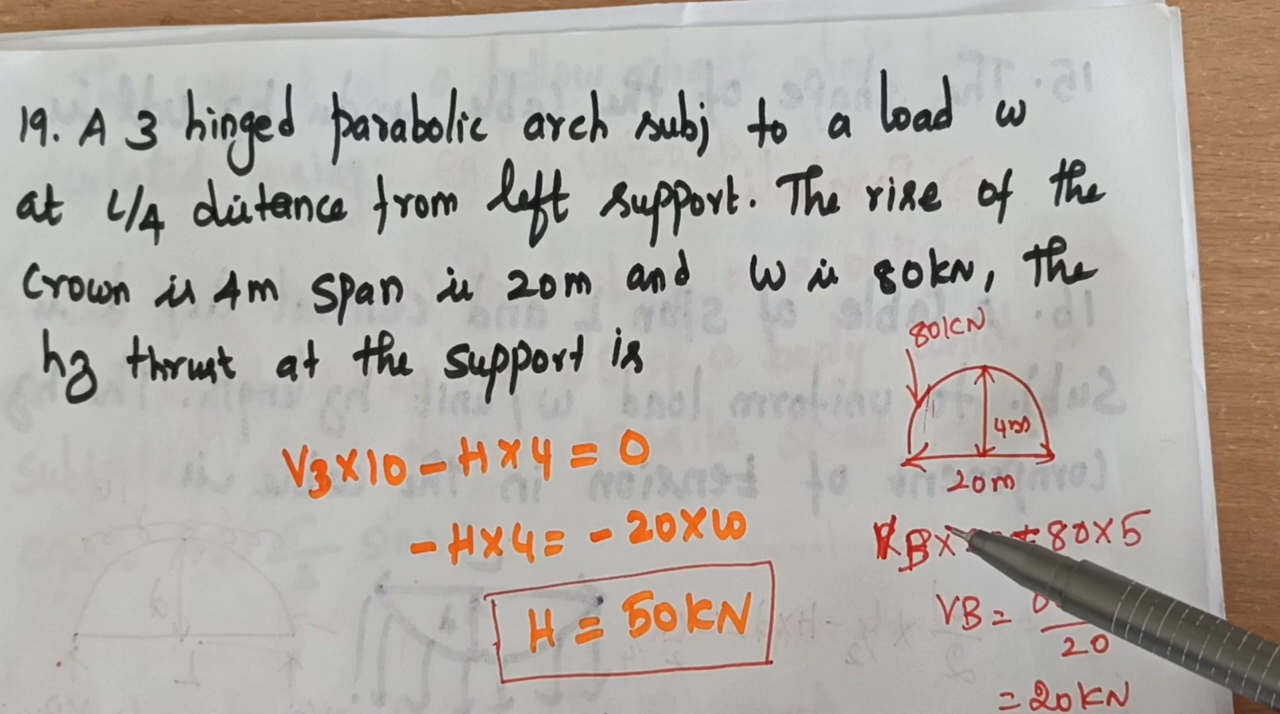 19. A 3 hinged parabolic arch subj to a load w
at L/4 distance from left support. The rise of the
Crown is 4m span is 20m and w is 80kN, the
hz thrust at the support is
80KN
4m
20m
VB×10 - H×4 = 0
- H×4 = - 20×10
H = 50KN
80×5
VB =
20
= 20KN